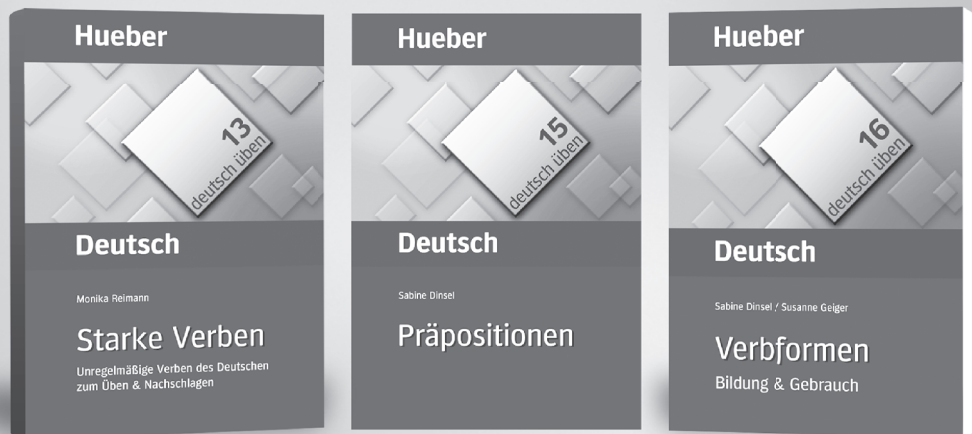 Hueber
13
deutsch üben
Deutsch
Monika Reimann
Starke Verben
Unregelmäßige Verben des Deutschen
zum Üben & Nachschlagen
Hueber
15
deutsch üben
Deutsch
Sabine Dinsel
Präpositionen
Hueber
16
deutsch üben
Deutsch
Sabine Dinsel / Susanne Geiger
Verbformen
Bildung & Gebrauch